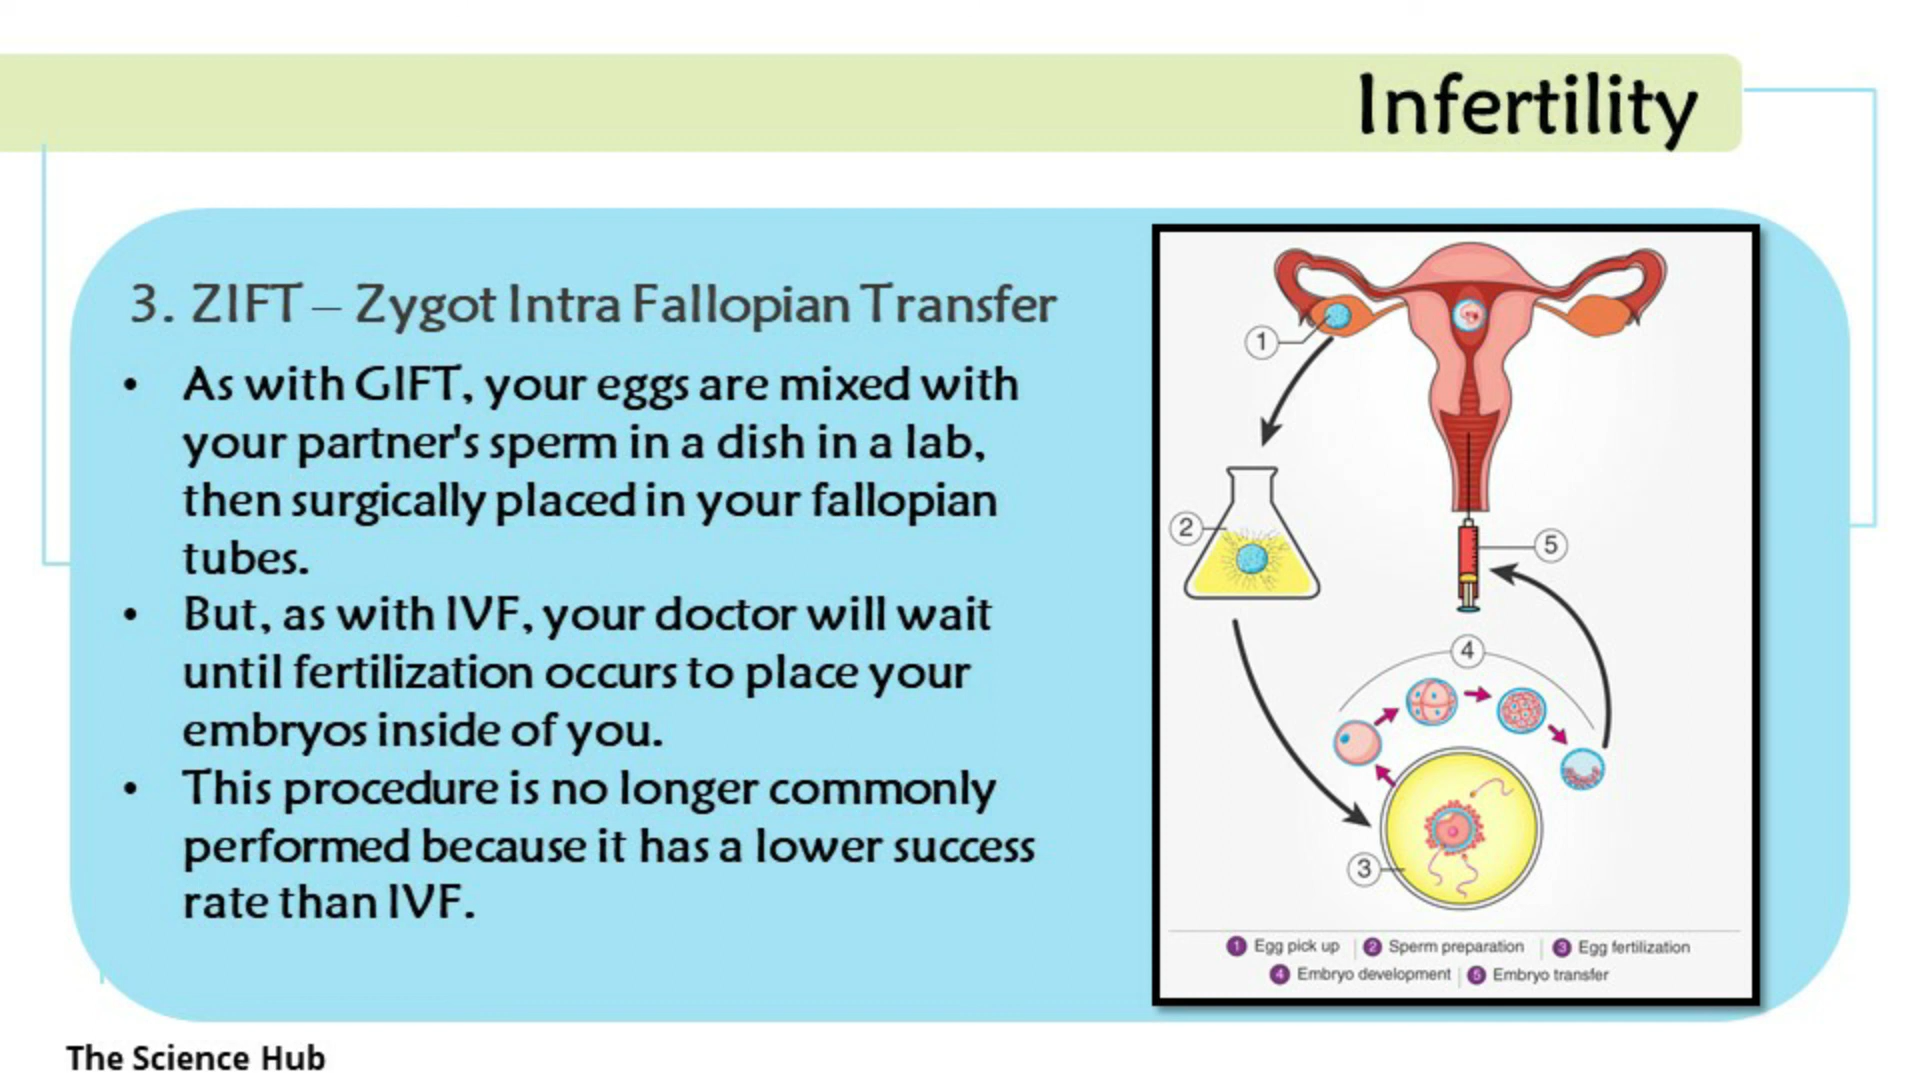 Infertility
3. ZIFT – Zygot Intra Fallopian Transfer
• As with GIFT, your eggs are mixed with
your partner's sperm in a dish in a lab,
then surgically placed in your fallopian
tubes.
• But, as with IVF, your doctor will wait
until fertilization occurs to place your
embryos inside of you.
• This procedure is no longer commonly
performed because it has a lower success
rate than IVF.
1
2
5
4
3
1 Egg pick up | 2 Sperm preparation | 3 Egg fertilization
4 Embryo development | 5 Embryo transfer
The Science Hub